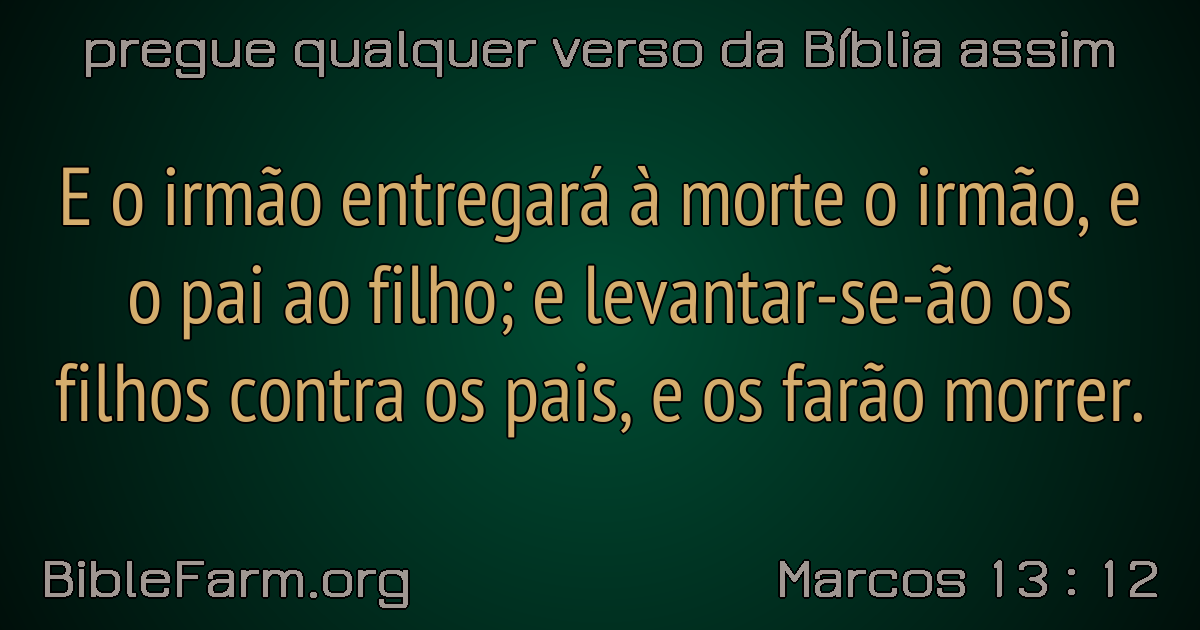 pregue qualquer verso da Bíblia assim
E o irmão entregará à morte o irmão, e
o pai ao filho; e levantar-se-ão os
filhos contra os pais, e os farão morrer.
BibleFarm.org
Marcos 13 : 12